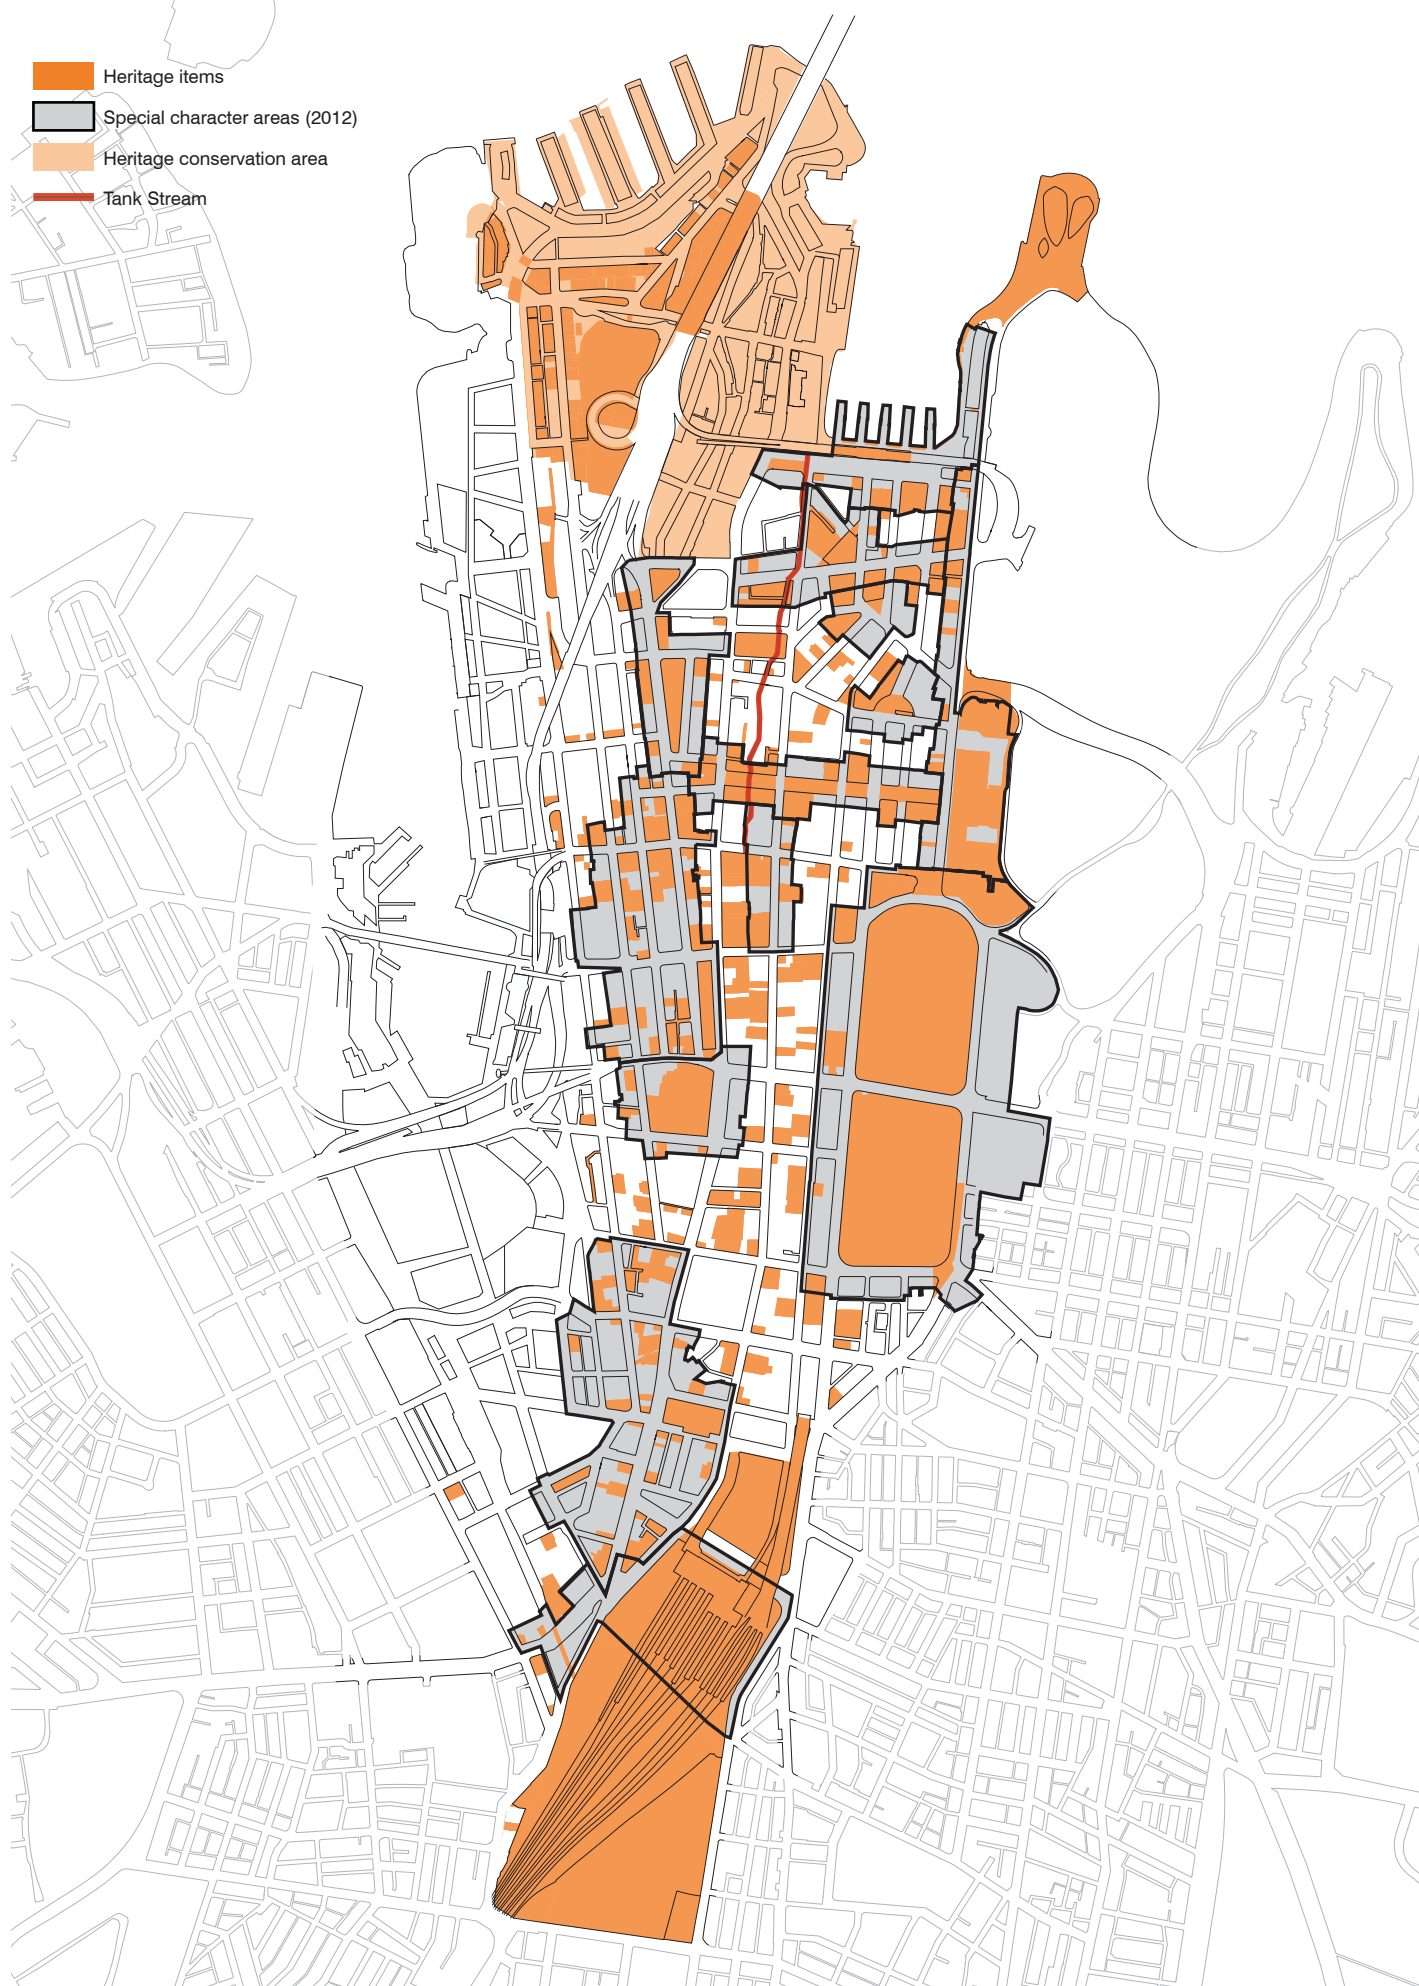 Heritage items
Special character areas (2012)
Heritage conservation area
Tank Stream